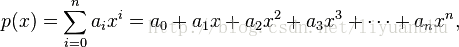 p(x) = \sum_{i=0}^{n} a_i x^i = a_0 + a_1 x + a_2 x^2 + a_3 x^3 + \cdots + a_n x^n,